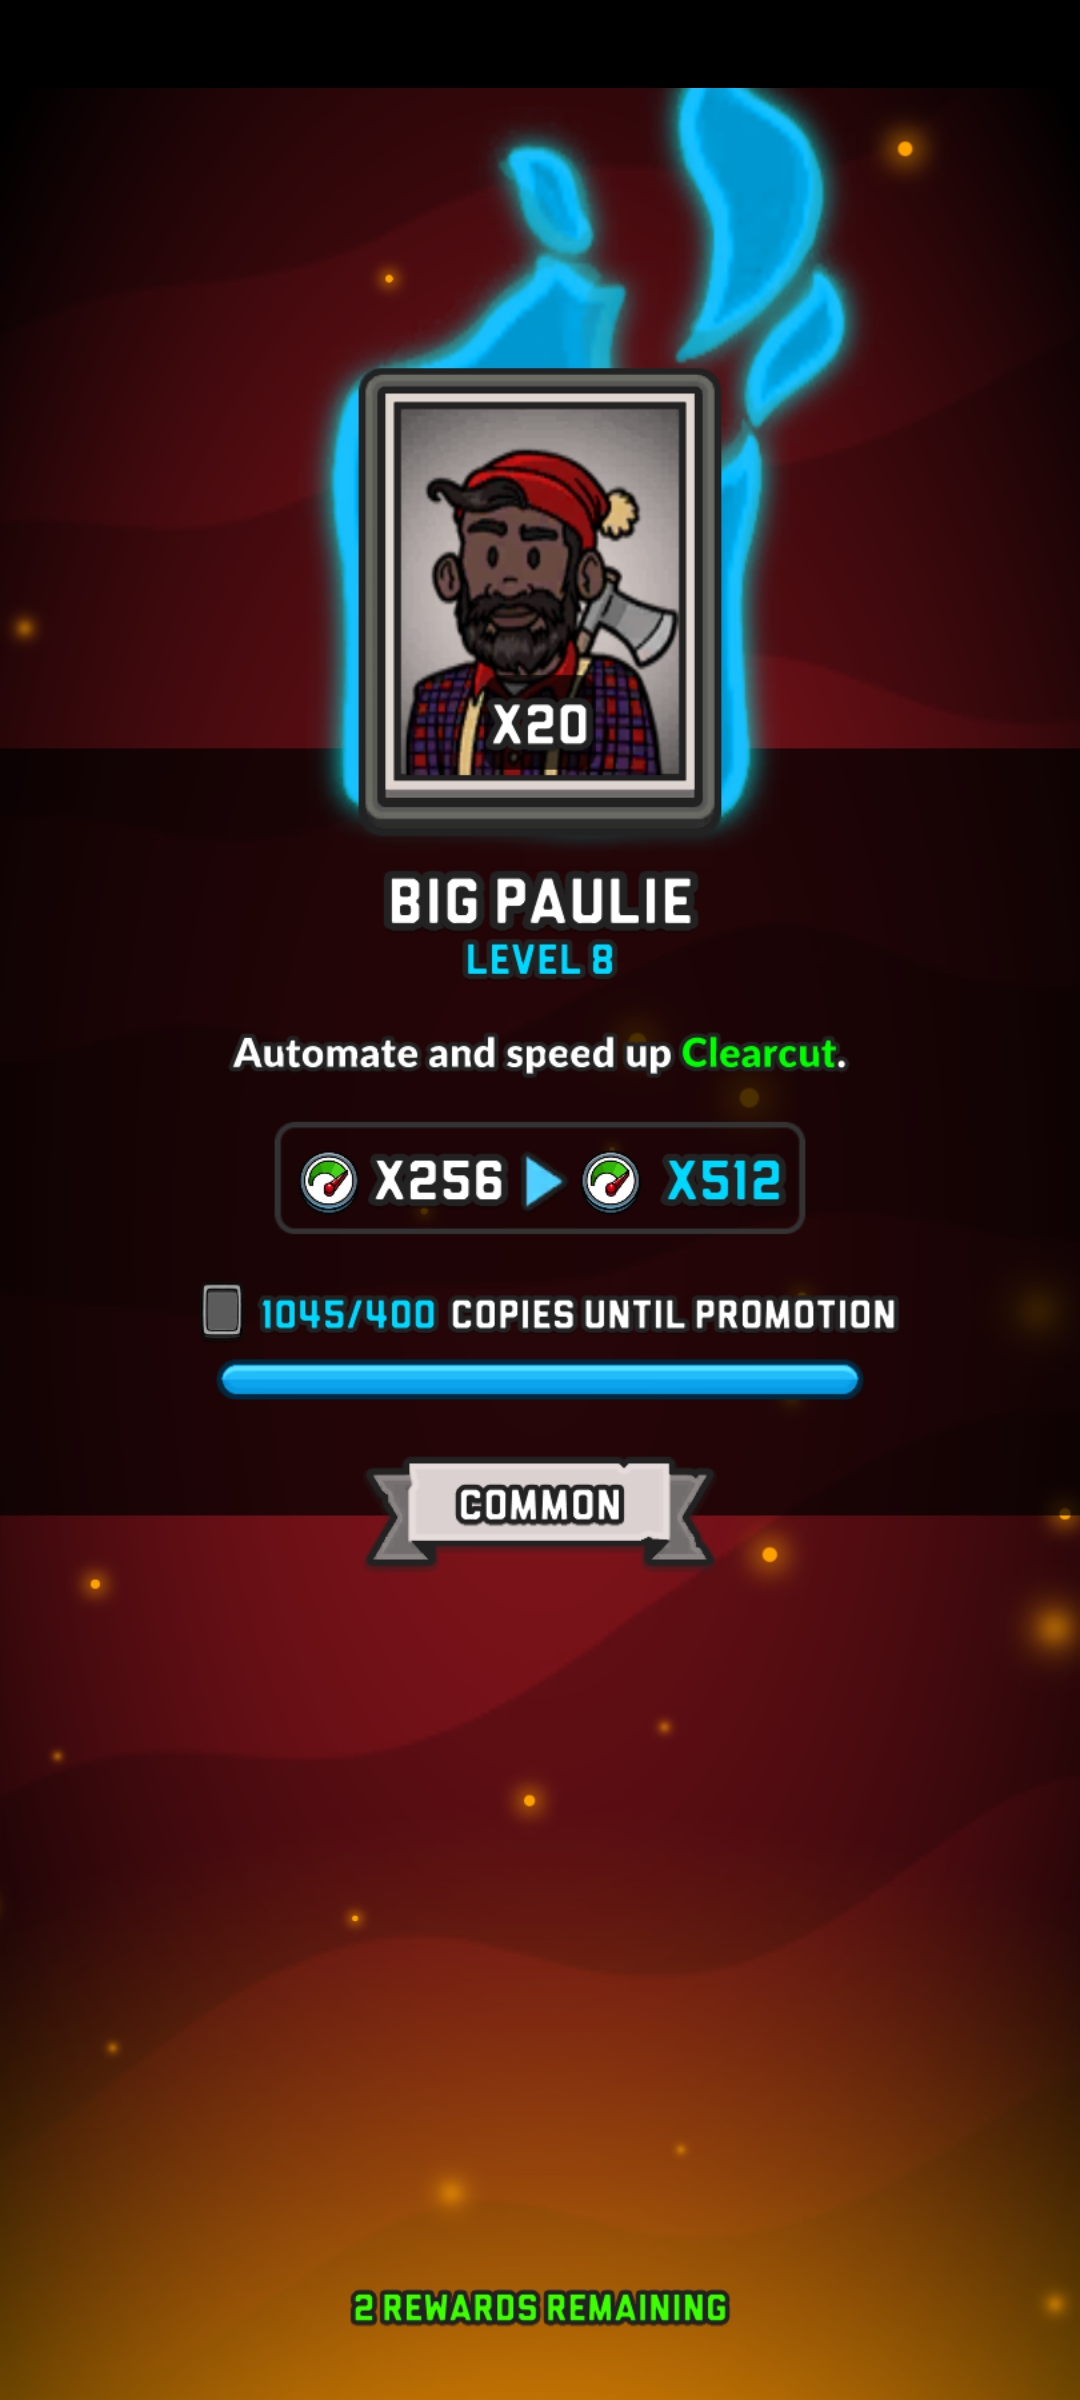 X20
BIG PAULIE
LEVEL 8
Automate and speed up Clearcut.
X256 X512
1045/400 COPIES UNTIL PROMOTION
COMMON
2 REWARDS REMAINING